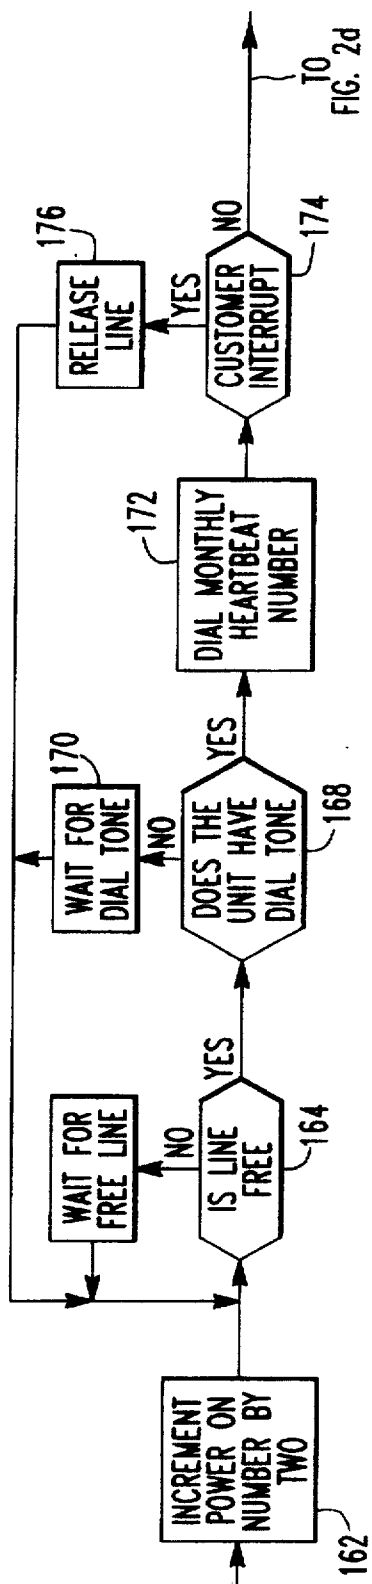 INCREMENT
POWER ON
NUMBER BY
TWO
162
WAIT FOR
FREE LINE
NO
IS LINE
FREE
164
YES
WAIT FOR
DIAL TONE
170
NO
DOES THE
UNIT HAVE
DIAL TONE
168
YES
DIAL MONTHLY
HEARTBEAT
NUMBER
172
RELEASE
LINE
176
YES
CUSTOMER
INTERRUPT
174
NO
TO
FIG. 2d